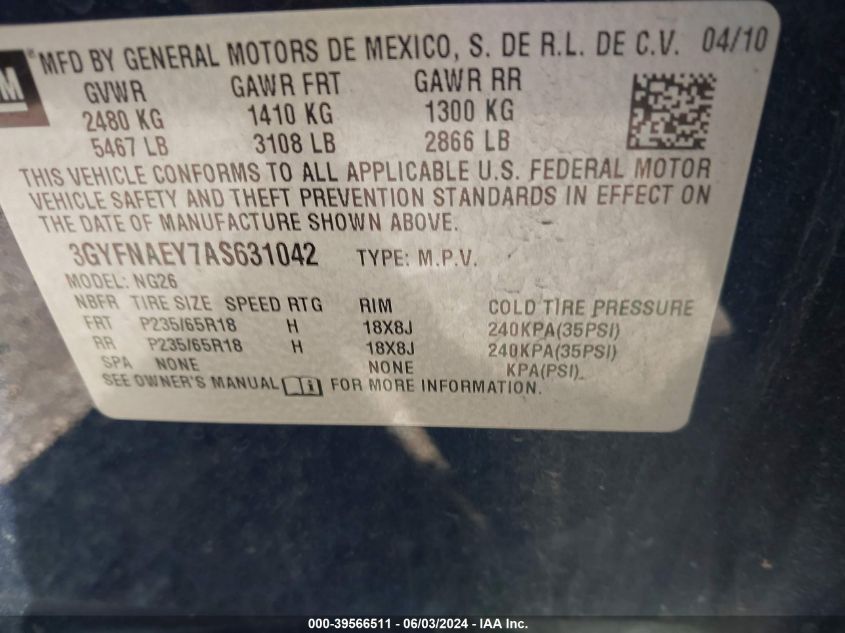 M ® MFD BY GENERAL MOTORS DE MEXICO, S. DE R.L. DE C.V. 04/10
GVWR GAWR FRT GAWR RR
2480 KG 1410 KG 1300 KG
5467 LB 3108 LB 2866 LB
THIS VEHICLE CONFORMS TO ALL APPLICABLE U.S. FEDERAL MOTOR
VEHICLE SAFETY AND THEFT PREVENTION STANDARDS IN EFFECT ON
THE DATE OF MANUFACTURE SHOWN ABOVE.
3GYFNAEY7AS631042 TYPE: M.P.V.
MODEL: NG26
NBFR TIRE SIZE SPEED RTG RIM COLD TIRE PRESSURE
FRT P235/65R18 H 18X8J 240KPA(35PSI)
RR P235/65R18 H 18X8J 240KPA(35PSI)
SPA NONE NONE KPA(PSI)
SEE OWNER'S MANUAL i FOR MORE INFORMATION.
000-39566511 - 06/03/2024 - IAA Inc.